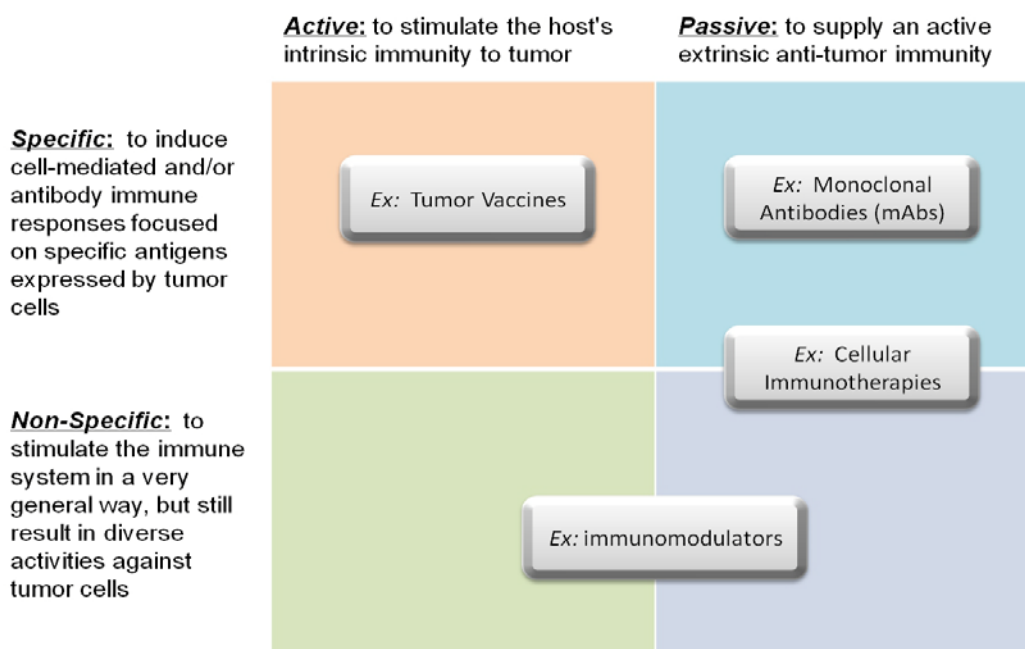 Active: to stimulate the host's
intrinsic immunity to tumor
Passive: to supply an active
extrinsic anti-tumor immunity
Specific: to induce
cell-mediated and/or
antibody immune
responses focused
on specific antigens
expressed by tumor
cells
Ex: Tumor Vaccines
Ex: Monoclonal
Antibodies (mAbs)
Ex: Cellular
Immunotherapies
Non-Specific: to
stimulate the immune
system in a very
general way, but still
result in diverse
activities against
tumor cells
Ex: immunomodulators